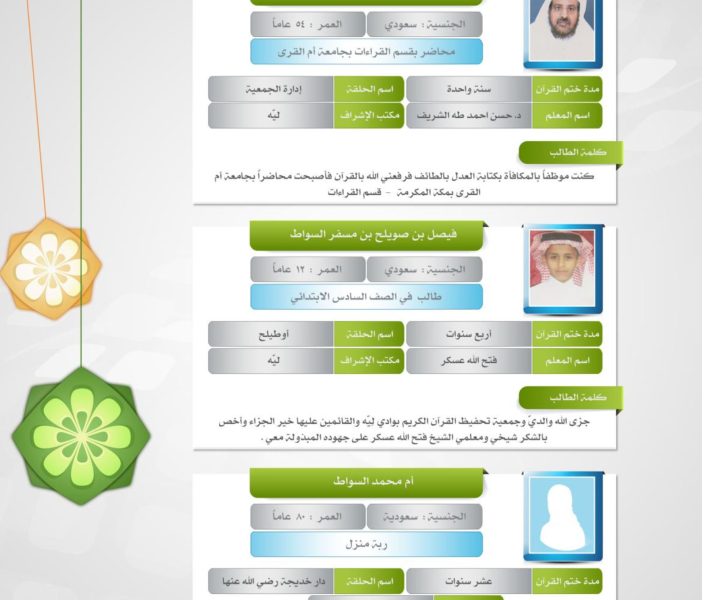 الجنسية : سعودي العمر : ٥٤ عاماً
محاضر بقسم القراءات بجامعة أم القرى
مدة ختم القرآن سنة واحدة اسم الحلقة إدارة الجمعية
اسم المعلم د. حسن احمد طه الشريف مكتب الإشراف ليّه
كلمة الطالب
كنت موظفاً بالمكافأة بكتابة العدل بالطائف فرفعني الله بالقرآن فأصبحت محاضراً بجامعة أم
القرى بمكة المكرمة - قسم القراءات
فيصل بن صويلح بن مسفر السواط
الجنسية : سعودي العمر : ١٢ عاماً
طالب في الصف السادس الابتدائي
مدة ختم القرآن أربع سنوات اسم الحلقة أوطيلح
اسم المعلم فتح الله عسكر مكتب الإشراف ليّه
كلمة الطالب
جزى الله والديّ وجمعية تحفيظ القرآن الكريم بوادي ليّه والقائمين عليها خير الجزاء وأخص
بالشكر شيخي ومعلمي الشيخ فتح الله عسكر على جهوده المبذولة معي .
أم محمد السواط
الجنسية : سعودية العمر : ٨٠ عاماً
ربة منزل
مدة ختم القرآن عشر سنوات اسم الحلقة دار خديجة رضي الله عنها